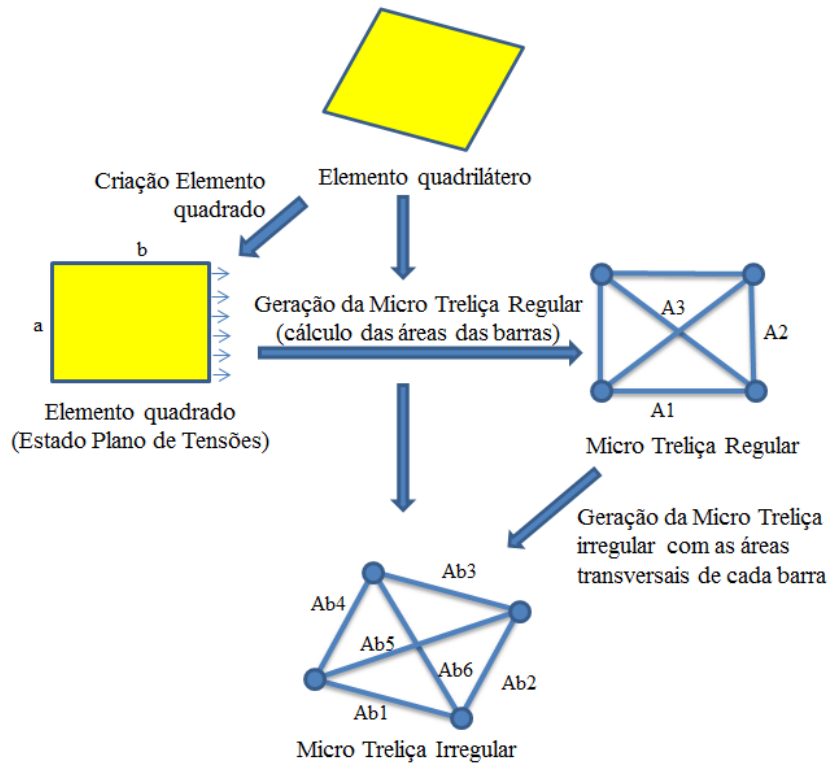 Elemento quadrilátero
Criação Elemento
quadrado
b
a
Elemento quadrado
(Estado Plano de Tensões)
Geração da Micro Treliça Regular
(cálculo das áreas das barras)
A3
A2
A1
Micro Treliça Regular
Geração da Micro Treliça
irregular com as áreas
transversais de cada barra
Ab3
Ab4
Ab5
Ab6
Ab2
Ab1
Micro Treliça Irregular